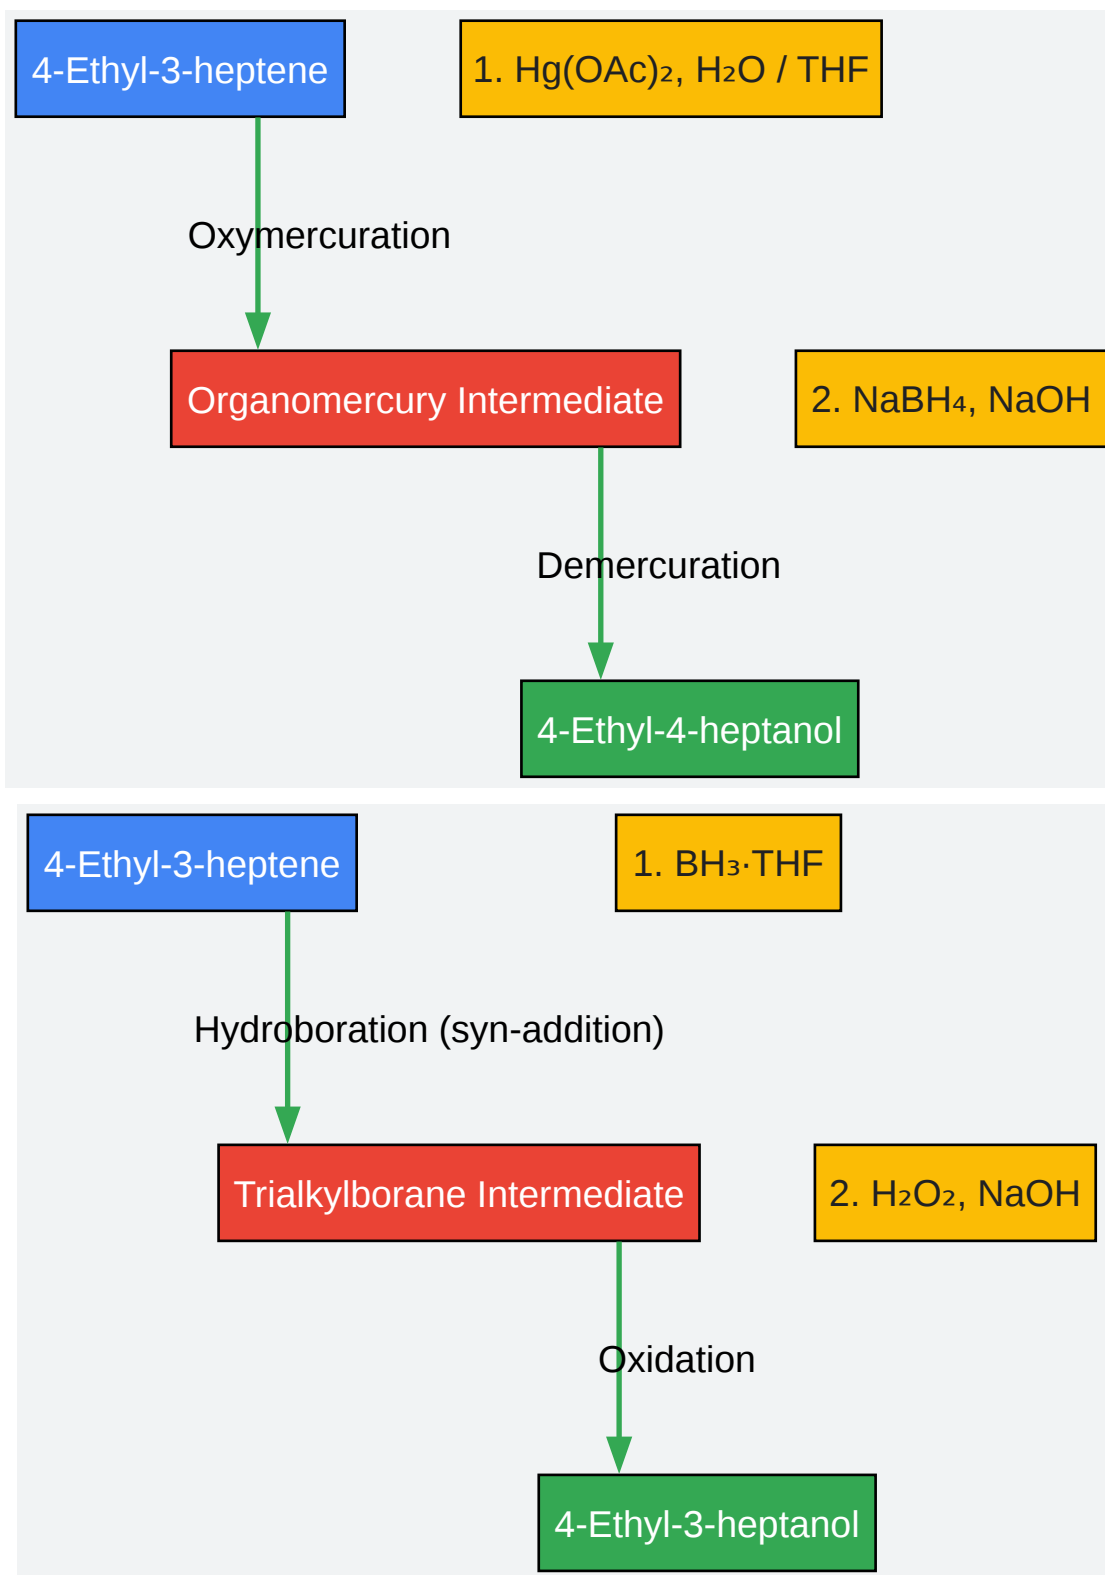 4-Ethyl-3-heptene
1. Hg(OAc)₂, H₂O / THF
Oxymercuration
Organomercury Intermediate
2. NaBH₄, NaOH
Demercuration
4-Ethyl-4-heptanol
4-Ethyl-3-heptene
1. BH₃·THF
Hydroboration (syn-addition)
Trialkylborane Intermediate
2. H₂O₂, NaOH
Oxidation
4-Ethyl-3-heptanol